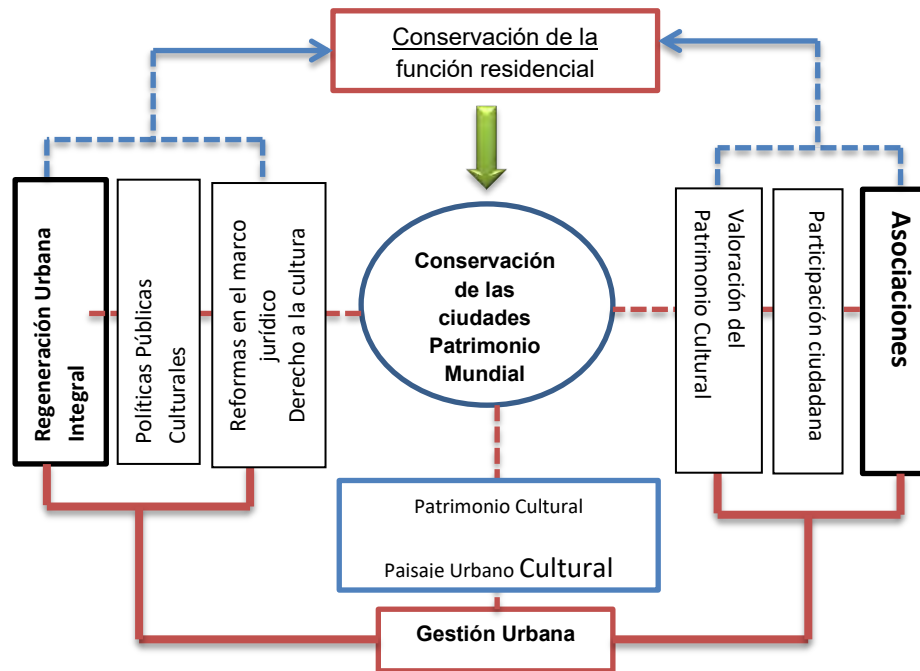 Conservación de la
función residencial
Regeneración Urbana
Integral
Políticas Públicas
Culturales
Reformas en el marco
jurídico
Derecho a la cultura
Conservación
de las
ciudades
Patrimonio
Mundial
Valoración del
Patrimonio Cultural
Participación ciudadana
Asociaciones
Patrimonio Cultural
Paisaje Urbano Cultural
Gestión Urbana